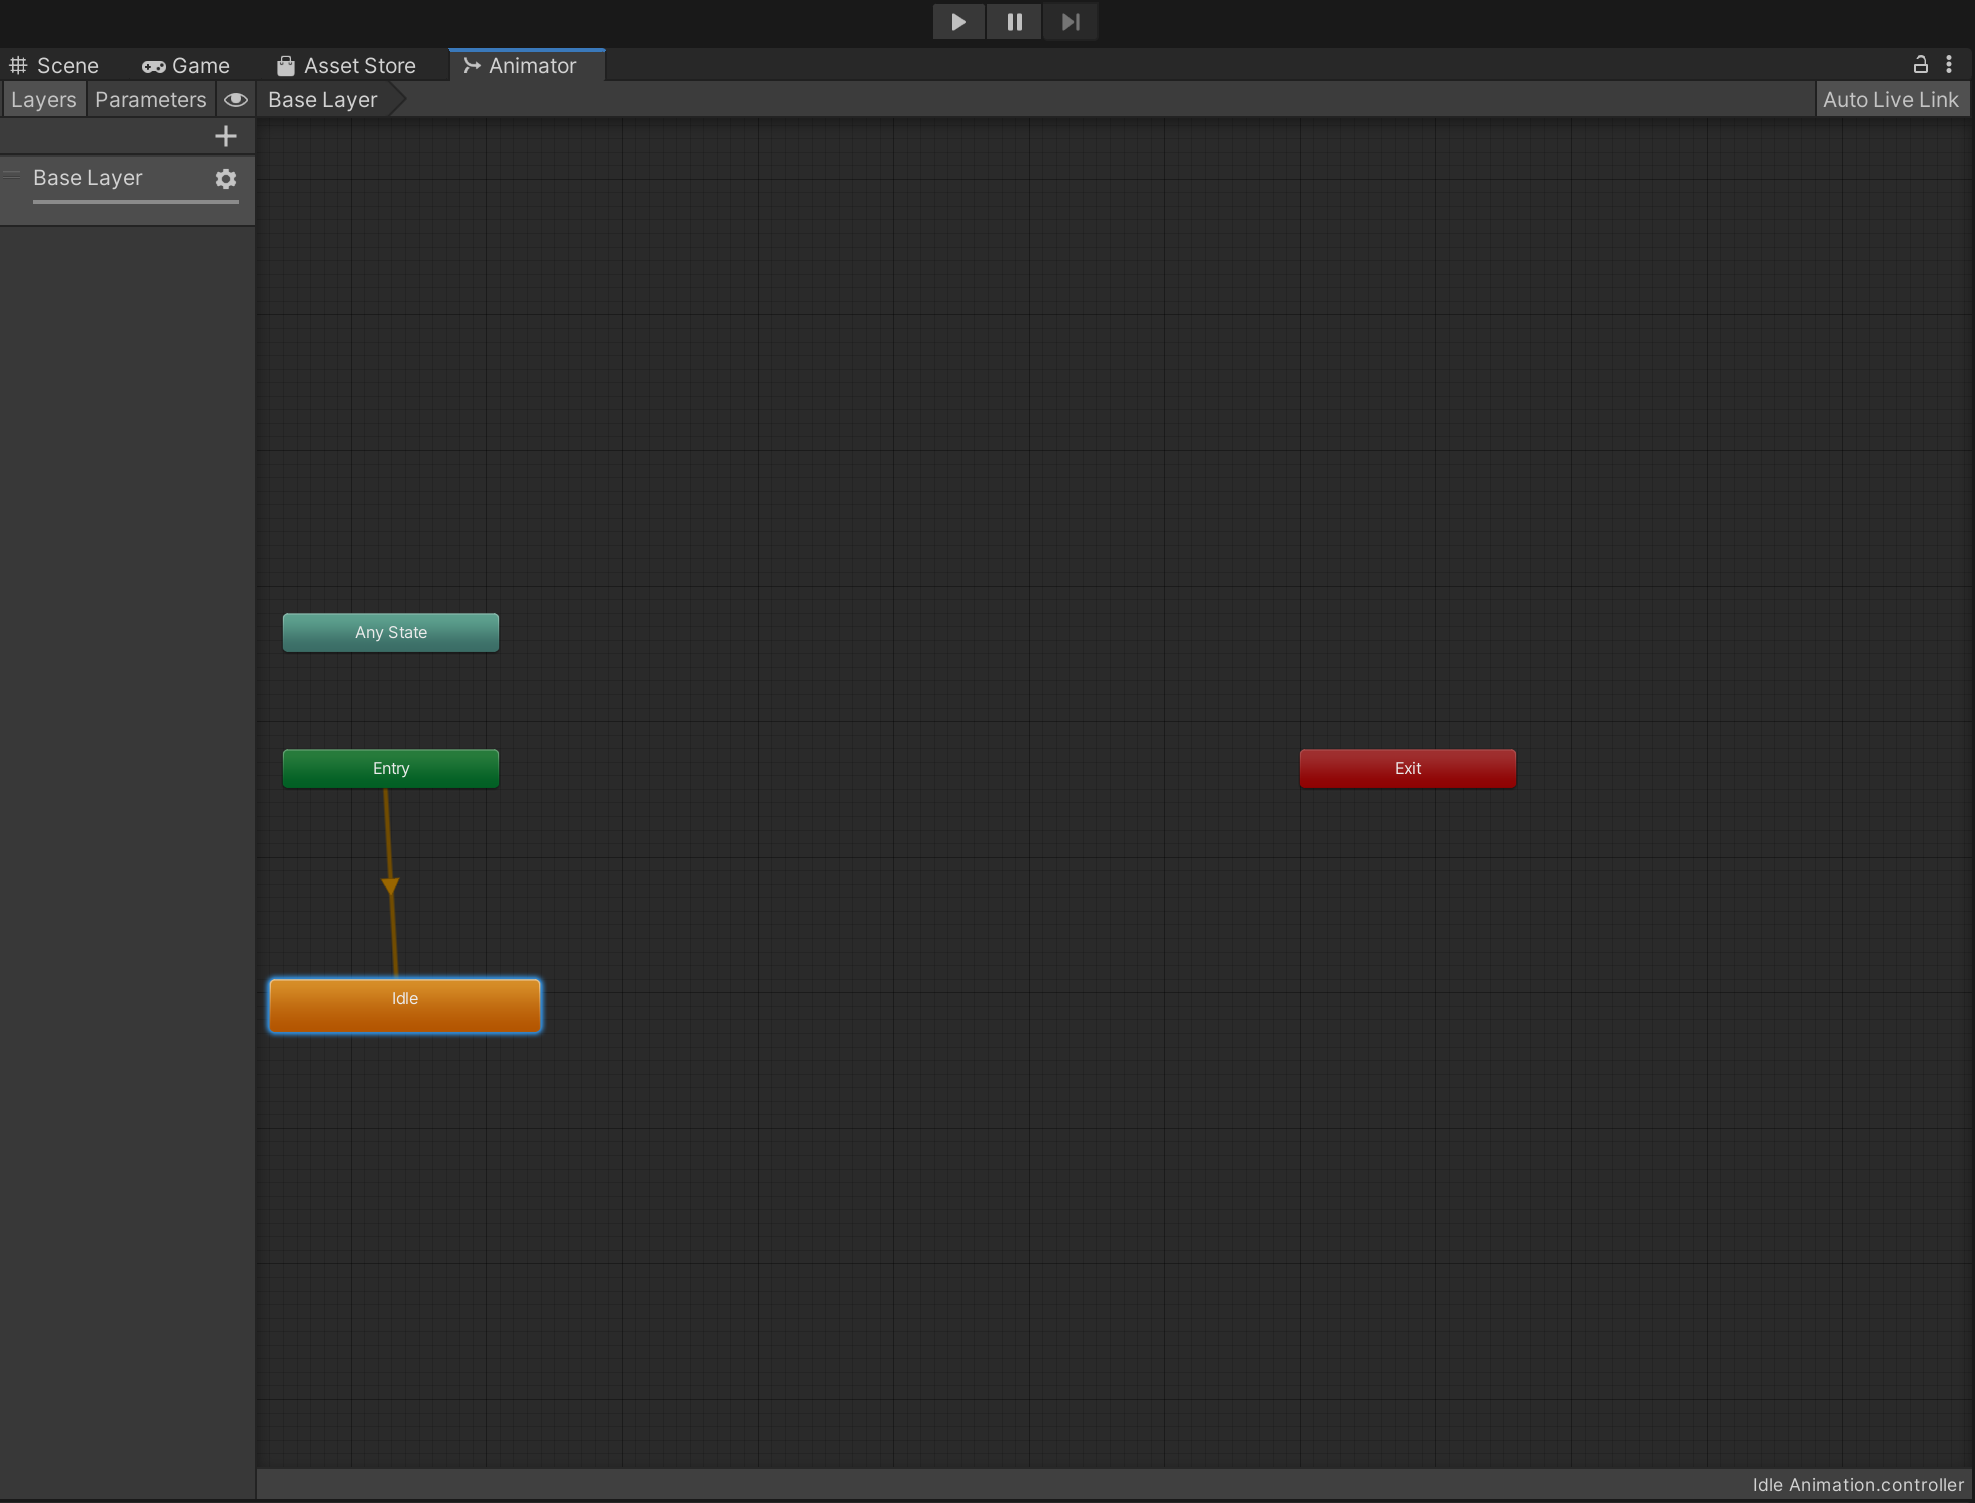 Scene Game Asset Store Animator
Layers Parameters Base Layer Auto Live Link
Base Layer
Any State
Entry
Exit
Idle
Idle Animation.controller